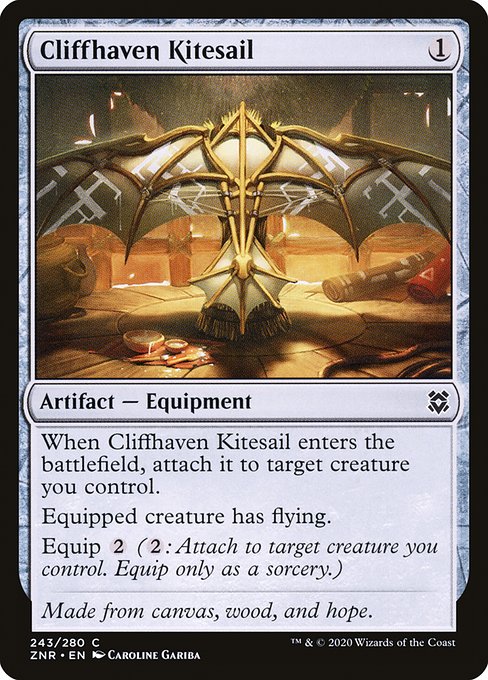 Cliffhaven Kitesail 1
Artifact — Equipment
When Cliffhaven Kitesail enters the
battlefield, attach it to target creature
you control.
Equipped creature has flying.
Equip 2 (2: Attach to target creature you
control. Equip only as a sorcery.)
Made from canvas, wood, and hope.
243/280 C
ZNR • EN Caroline Gariba
™ & © 2020 Wizards of the Coast